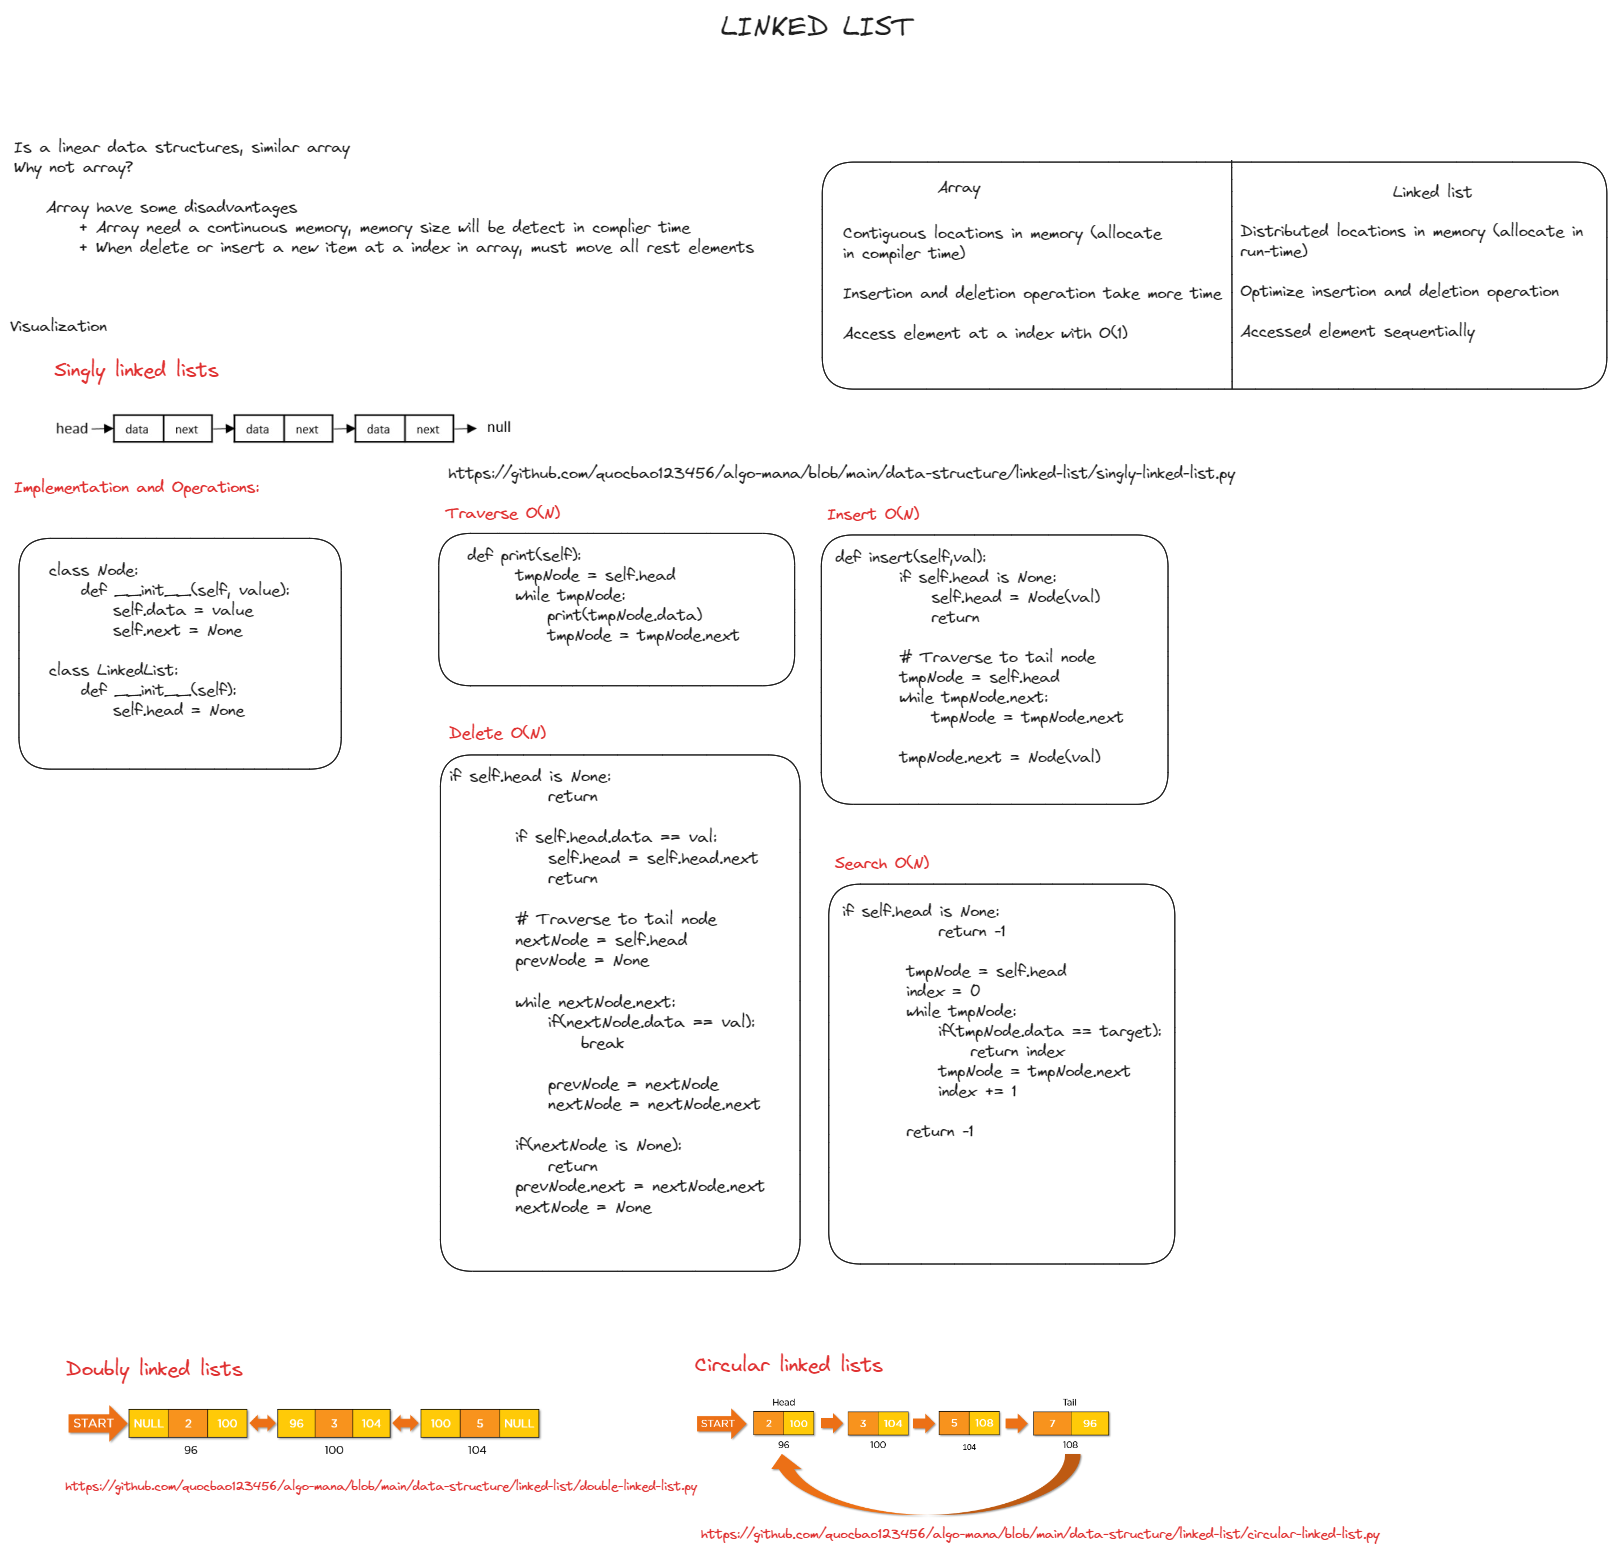 LINKED LIST
Is a linear data structures, similar array
Why not array?
Array have some disadvantages
+ Array need a continuous memory, memory size will be detect in complier time
+ When delete or insert a new item at a index in array, must move all rest elements
Array
Contiguous locations in memory (allocate
in compiler time)
Insertion and deletion operation take more time
Access element at a index with O(1)
Linked list
Distributed locations in memory (allocate in
run-time)
Optimize insertion and deletion operation
Accessed element sequentially
Visualization
Singly linked lists
head data next data next data next null
https://github.com/quocbao123456/algo-mana/blob/main/data-structure/linked-list/singly-linked-list.py
Implementation and Operations:
class Node:
def __init__(self, value):
self.data = value
self.next = None
class LinkedList:
def __init__(self):
self.head = None
Traverse O(N)
def print(self):
tmpNode = self.head
while tmpNode:
print(tmpNode.data)
tmpNode = tmpNode.next
Insert O(N)
def insert(self,val):
if self.head is None:
self.head = Node(val)
return
# Traverse to tail node
tmpNode = self.head
while tmpNode.next:
tmpNode = tmpNode.next
tmpNode.next = Node(val)
Delete O(N)
if self.head is None:
return
if self.head.data == val:
self.head = self.head.next
return
# Traverse to tail node
nextNode = self.head
prevNode = None
while nextNode.next:
if(nextNode.data == val):
break
prevNode = nextNode
nextNode = nextNode.next
if(nextNode is None):
return
prevNode.next = nextNode.next
nextNode = None
Search O(N)
if self.head is None:
return -1
tmpNode = self.head
index = 0
while tmpNode:
if(tmpNode.data == target):
return index
tmpNode = tmpNode.next
index += 1
return -1
Doubly linked lists
START NULL 2 100 96 3 104 100 5 NULL
96 100 104
https://github.com/quocbao123456/algo-mana/blob/main/data-structure/linked-list/double-linked-list.py
Circular linked lists
Head Tail
START 2 100 3 104 5 108 7 96
96 100 104 108
https://github.com/quocbao123456/algo-mana/blob/main/data-structure/linked-list/circular-linked-list.py